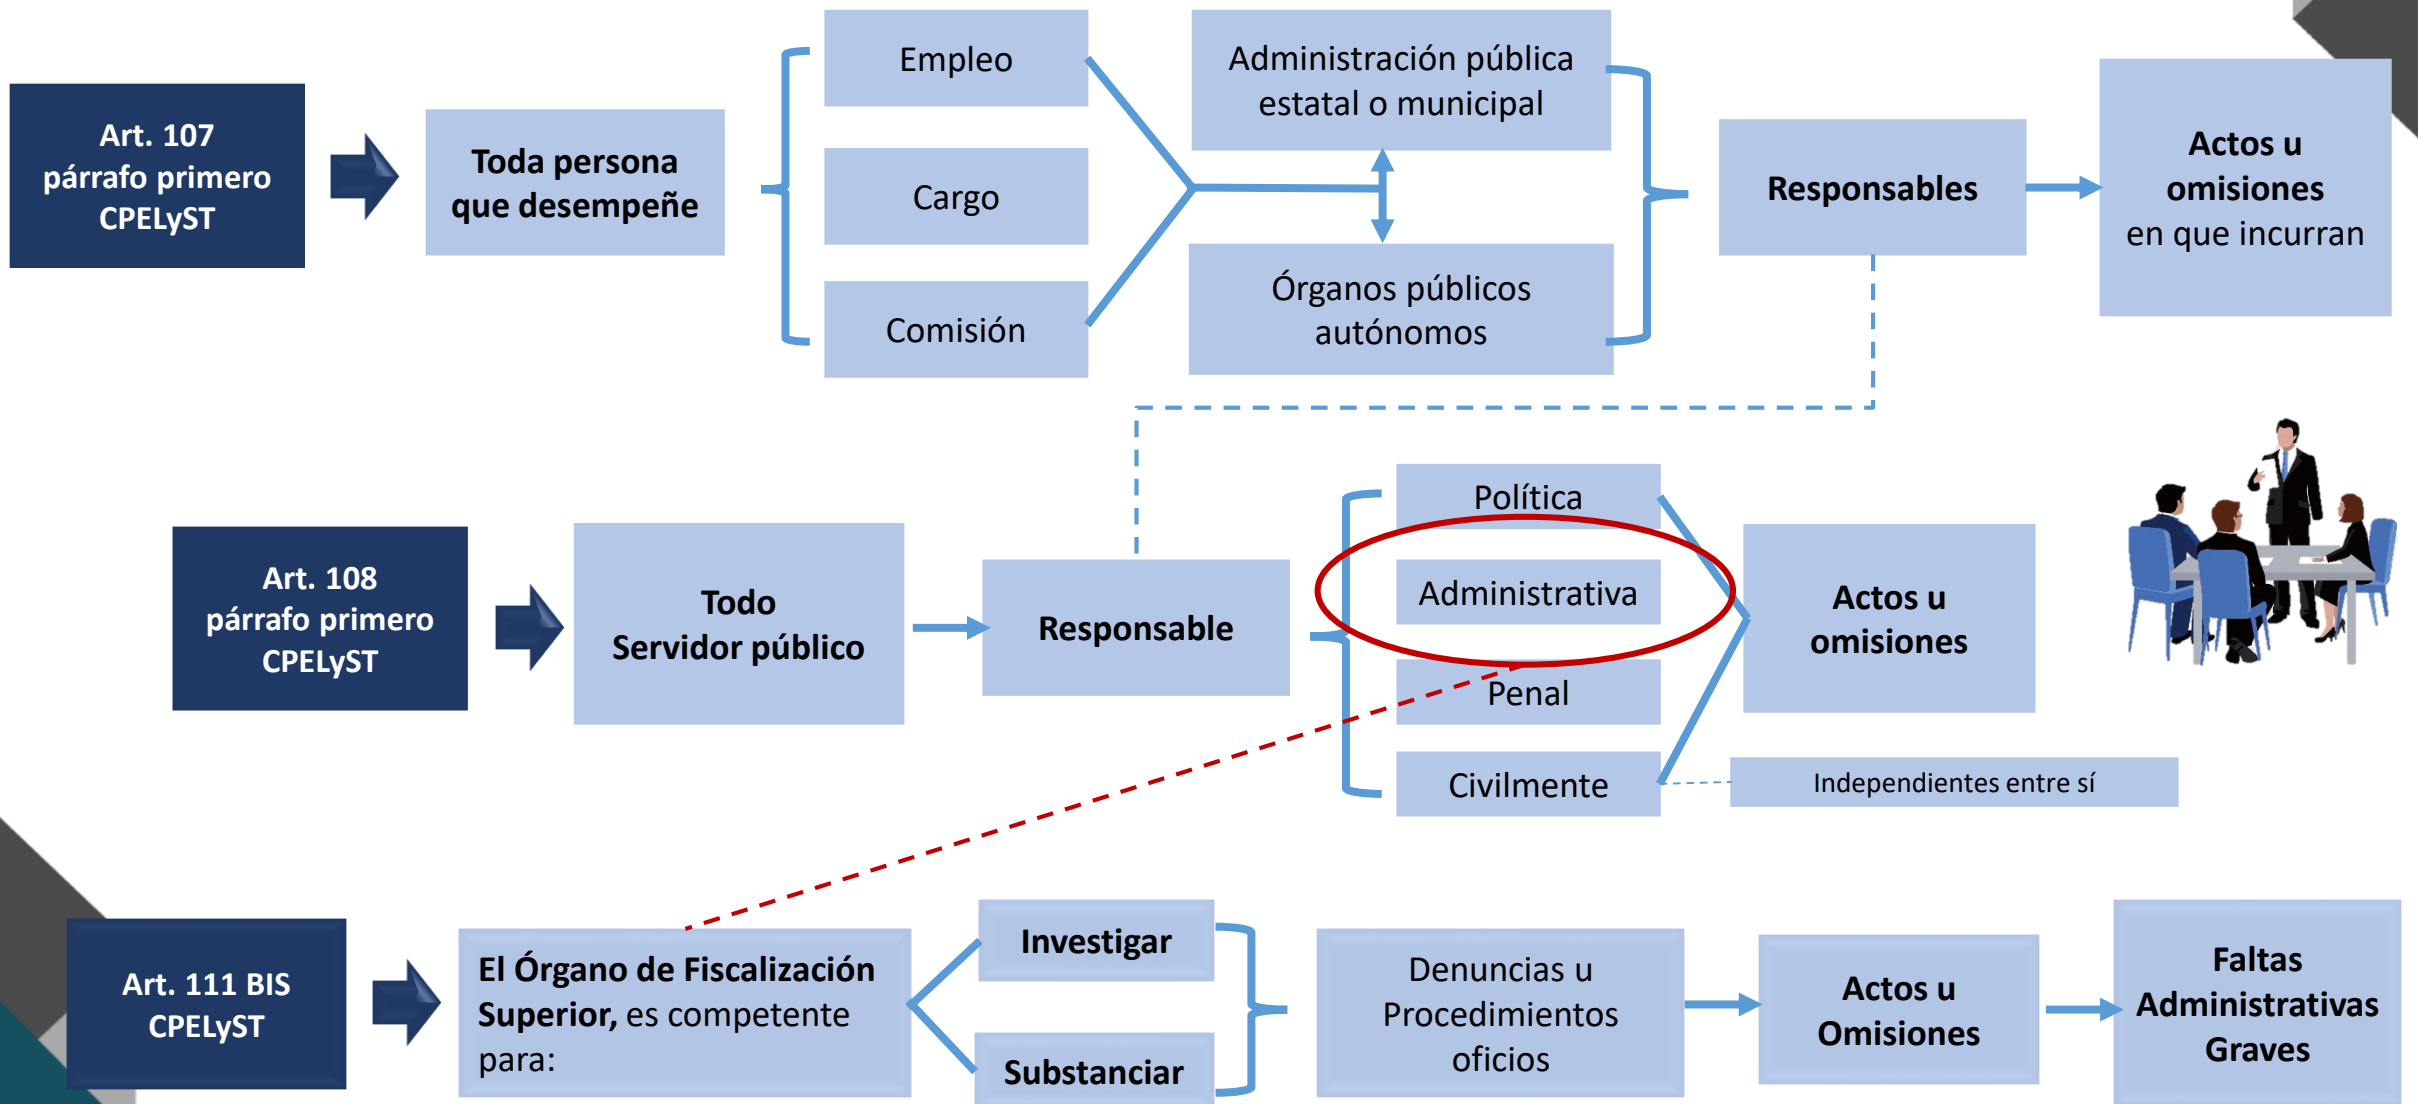 Art. 107
párrafo primero
CPELyST
Toda persona
que desempeñe
Empleo
Cargo
Comisión
Administración pública
estatal o municipal
Órganos públicos
autónomos
Responsables
Actos u
omisiones
en que incurran
Art. 108
párrafo primero
CPELyST
Todo
Servidor público
Responsable
Política
Administrativa
Penal
Civilmente
Actos u
omisiones
Independientes entre sí
Art. 111 BIS
CPELyST
El Órgano de Fiscalización
Superior, es competente
para:
Investigar
Substanciar
Denuncias u
Procedimientos
oficios
Actos u
Omisiones
Faltas
Administrativas
Graves